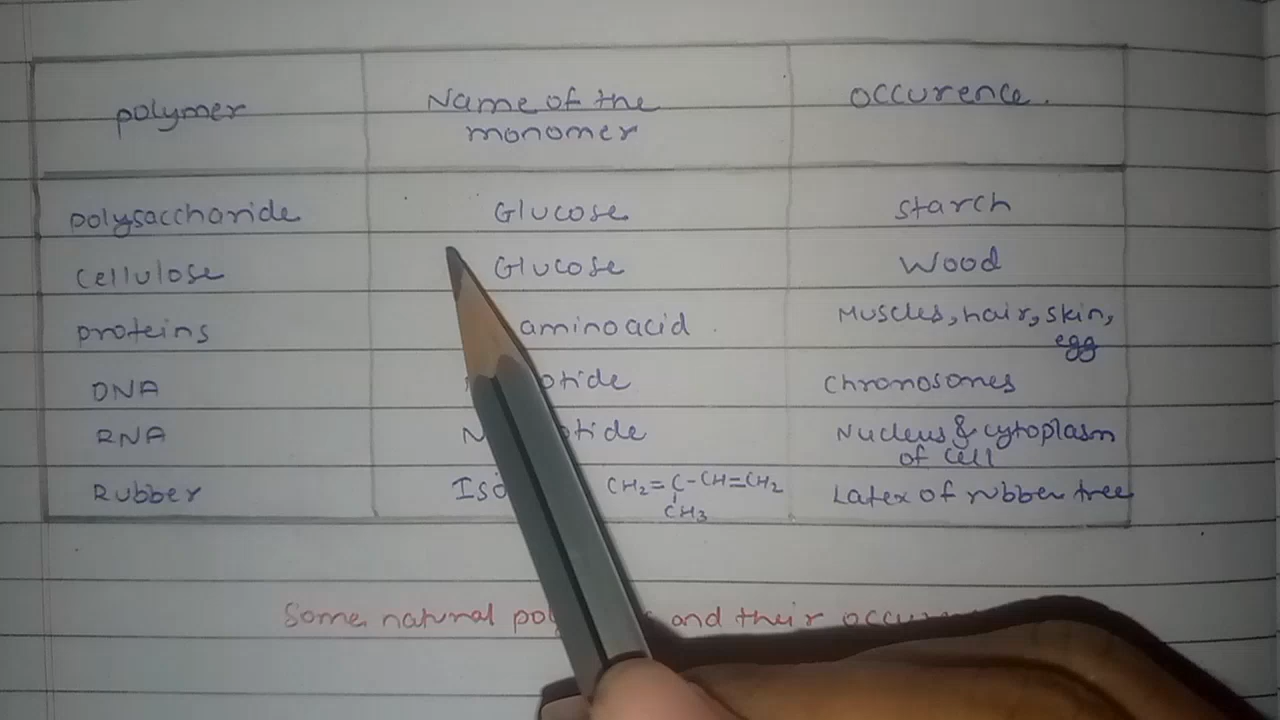 polymer Name of the occurence.
monomer
polysaccharide Glucose starch
cellulose Glucose Wood
proteins aminoacid Muscles, hair, skin,
egg
DNA chromosomes
RNA Nucleus & cytoplasm
of cell
Rubber CH2=C-CH=CH2 Latex of rubber tree
CH3
Some natural and their